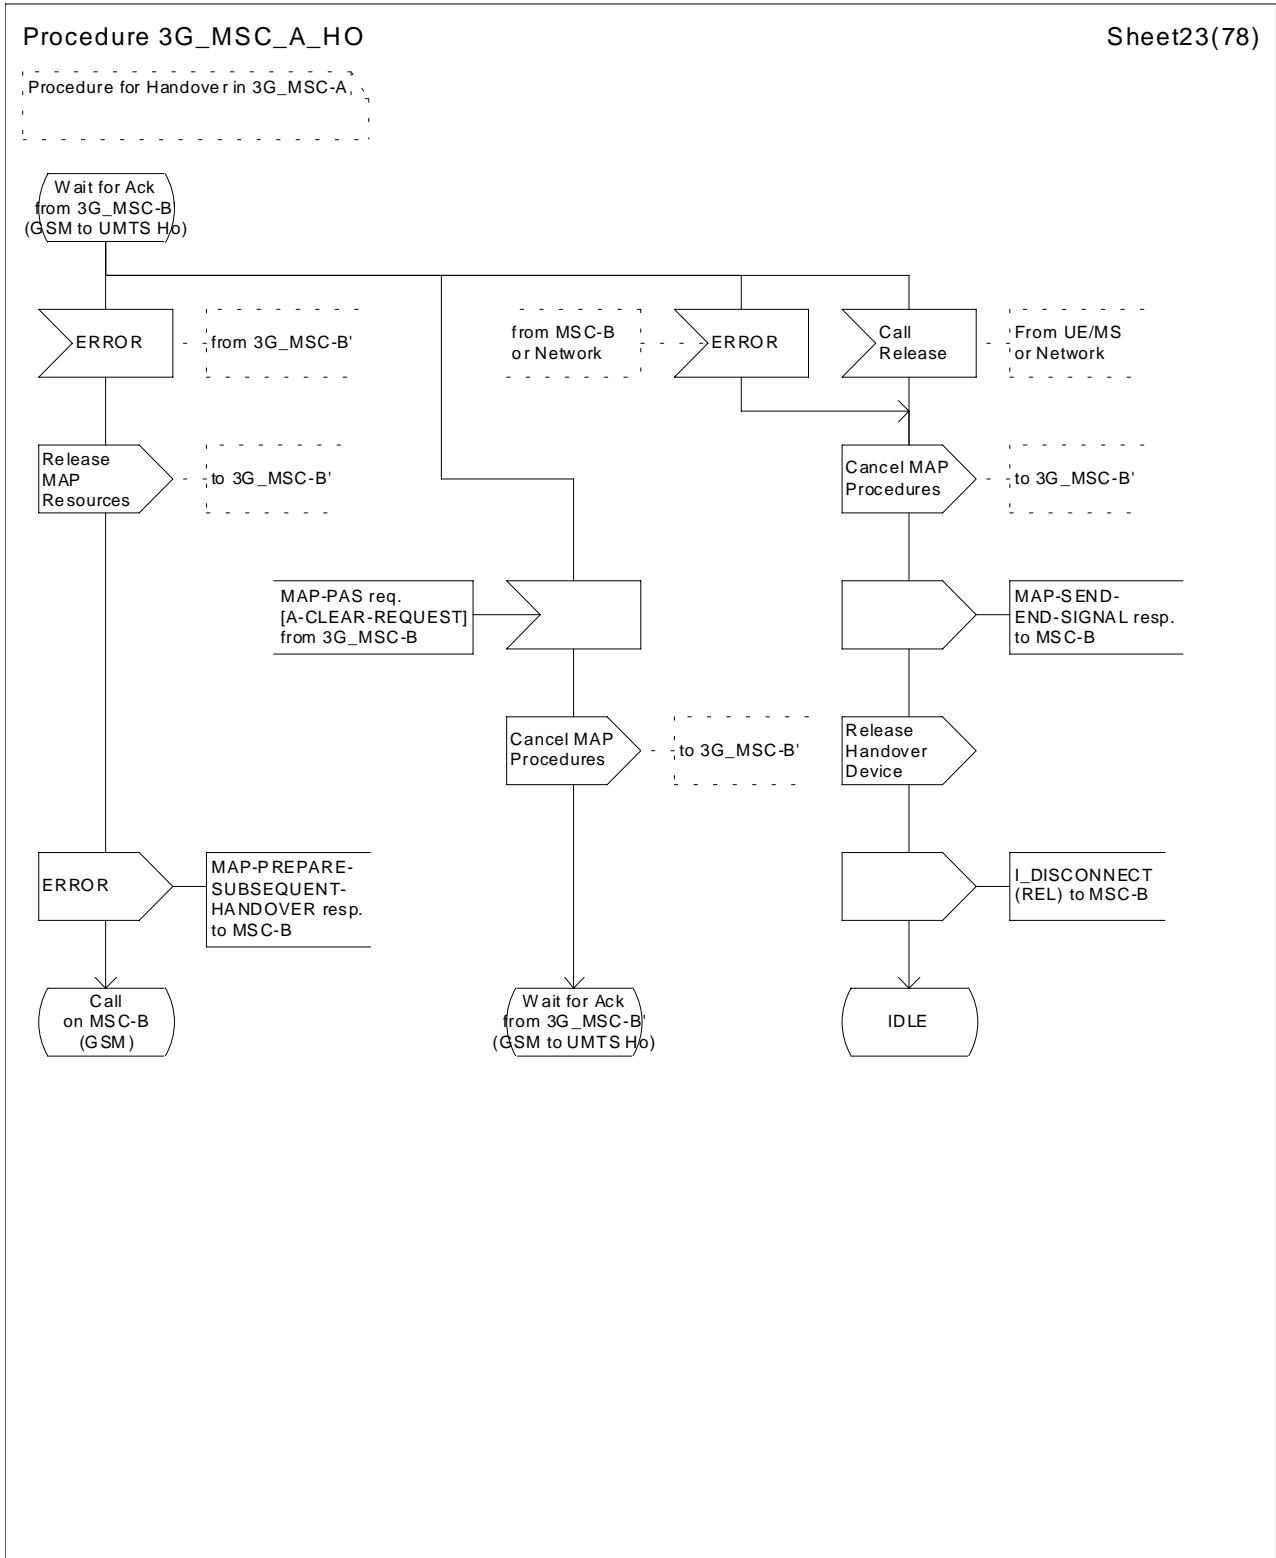 Procedure 3G_MSC_A_HO
Sheet23(78)
Procedure for Handover in 3G_MSC-A
Wait for Ack
from 3G_MSC-B'
(GSM to UMTS Ho)
ERROR
from 3G_MSC-B'
from MSC-B
or Network
ERROR
Call
Release
From UE/MS
or Network
Release
MAP
Resources
to 3G_MSC-B'
Cancel MAP
Procedures
to 3G_MSC-B'
MAP-PAS req.
[A-CLEAR-REQUEST]
from 3G_MSC-B
MAP-SEND-
END-SIGNAL resp.
to MSC-B
Cancel MAP
Procedures
to 3G_MSC-B'
Release
Handover
Device
ERROR
MAP-PREPARE-
SUBSEQUENT-
HANDOVER resp.
to MSC-B
I_DISCONNECT
(REL) to MSC-B
Call
on MSC-B
(GSM)
Wait for Ack
from 3G_MSC-B'
(GSM to UMTS Ho)
IDLE